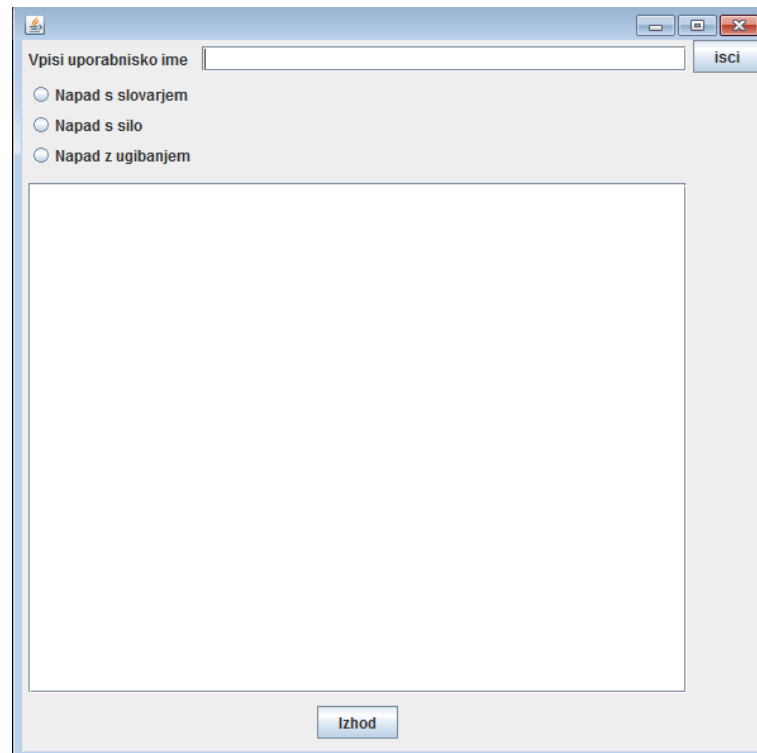 Vpisi uporabnisko ime isci
Napad s slovarjem
Napad s silo
Napad z ugibanjem
Izhod